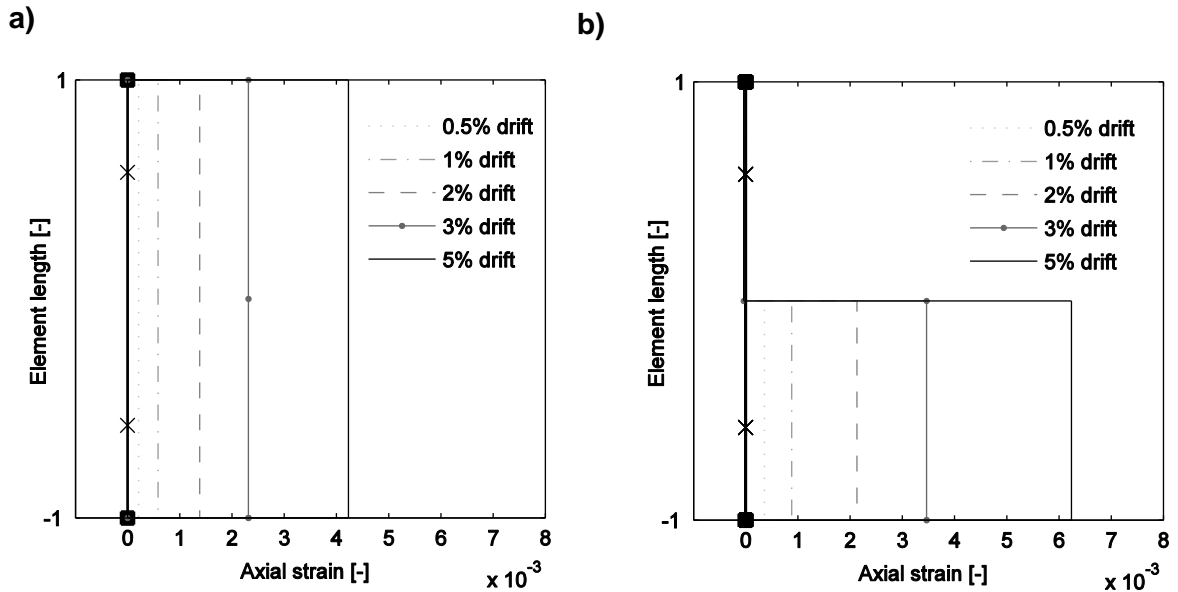 a)
1
Element length [-]
-1
0.5% drift
1% drift
2% drift
3% drift
5% drift
0 1 2 3 4 5 6 7 8
Axial strain [-]
x 10-3
b)
1
Element length [-]
-1
0.5% drift
1% drift
2% drift
3% drift
5% drift
0 1 2 3 4 5 6 7 8
Axial strain [-]
x 10-3